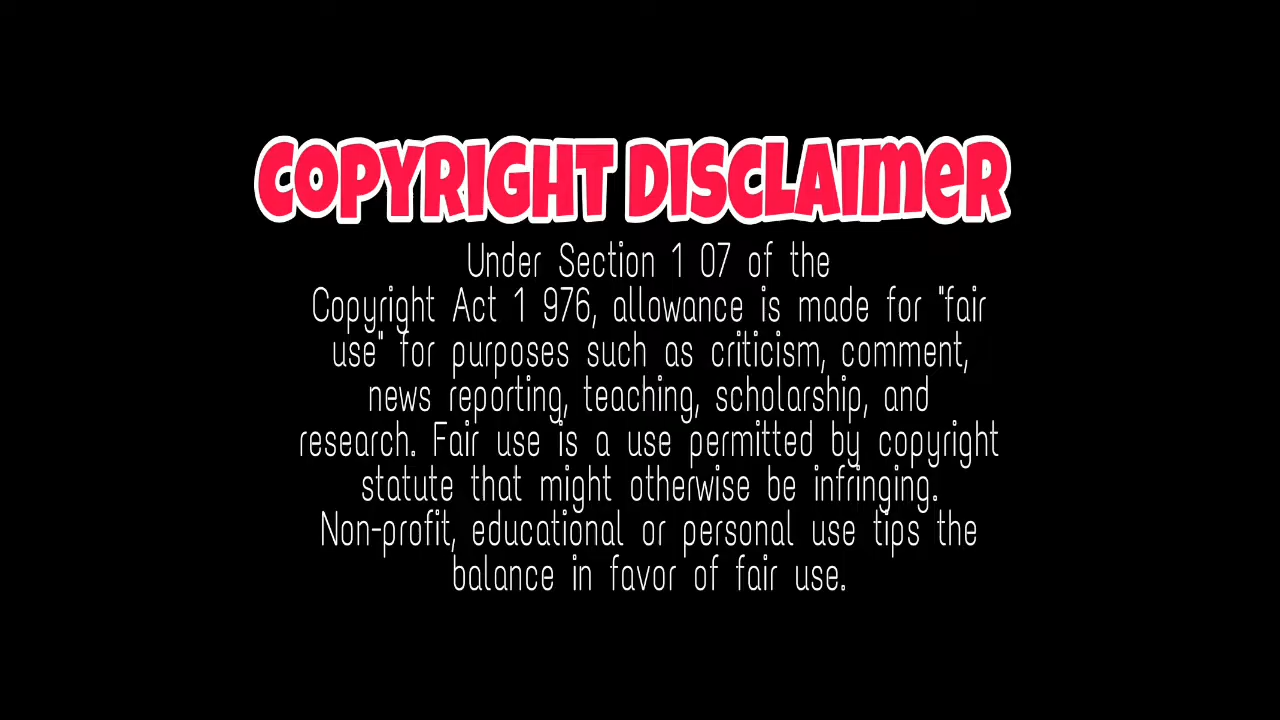 COPYRIGHT DISCLAIMER
Under Section 1 07 of the
Copyright Act 1 976, allowance is made for "fair
use" for purposes such as criticism, comment,
news reporting, teaching, scholarship, and
research. Fair use is a use permitted by copyright
statute that might otherwise be infringing.
Non-profit, educational or personal use tips the
balance in favor of fair use.